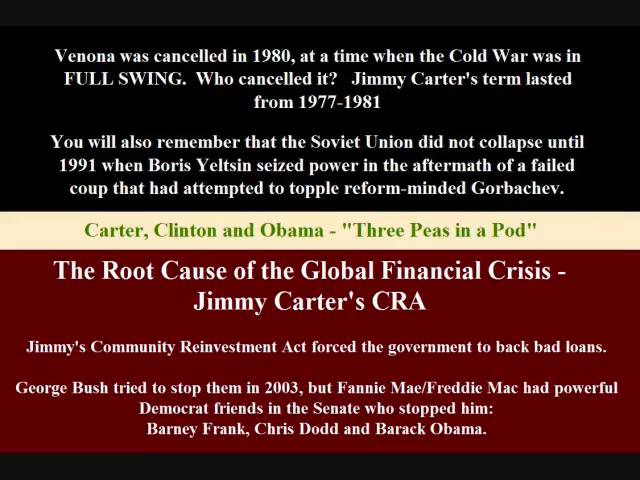 Venona was cancelled in 1980, at a time when the Cold War was in
FULL SWING. Who cancelled it? Jimmy Carter's term lasted
from 1977-1981
You will also remember that the Soviet Union did not collapse until
1991 when Boris Yeltsin seized power in the aftermath of a failed
coup that had attempted to topple reform-minded Gorbachev.
Carter, Clinton and Obama - "Three Peas in a Pod"
The Root Cause of the Global Financial Crisis -
Jimmy Carter's CRA
Jimmy's Community Reinvestment Act forced the government to back bad loans.
George Bush tried to stop them in 2003, but Fannie Mae/Freddie Mac had powerful
Democrat friends in the Senate who stopped him:
Barney Frank, Chris Dodd and Barack Obama.